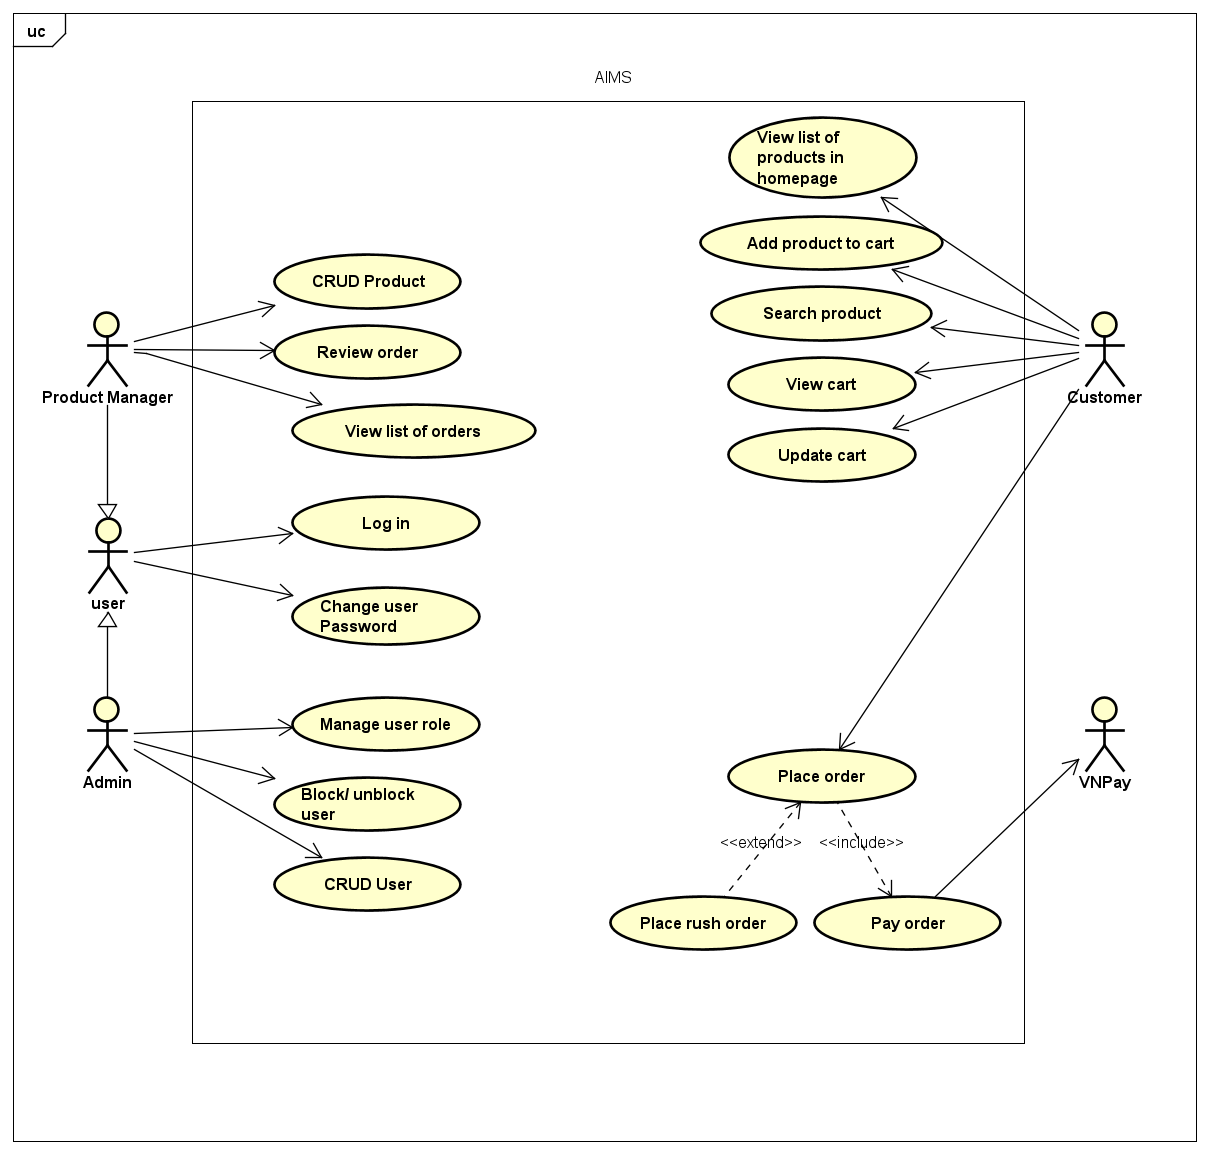 uc
AIMS
View list of
products in
homepage
Add product to cart
CRUD Product
Search product
Review order
View cart
Product Manager
Customer
View list of orders
Update cart
Log in
user
Change user
Password
Manage user role
Admin
Place order
VNPay
Block/ unblock
user
<<extend>>
<<include>>
CRUD User
Place rush order
Pay order